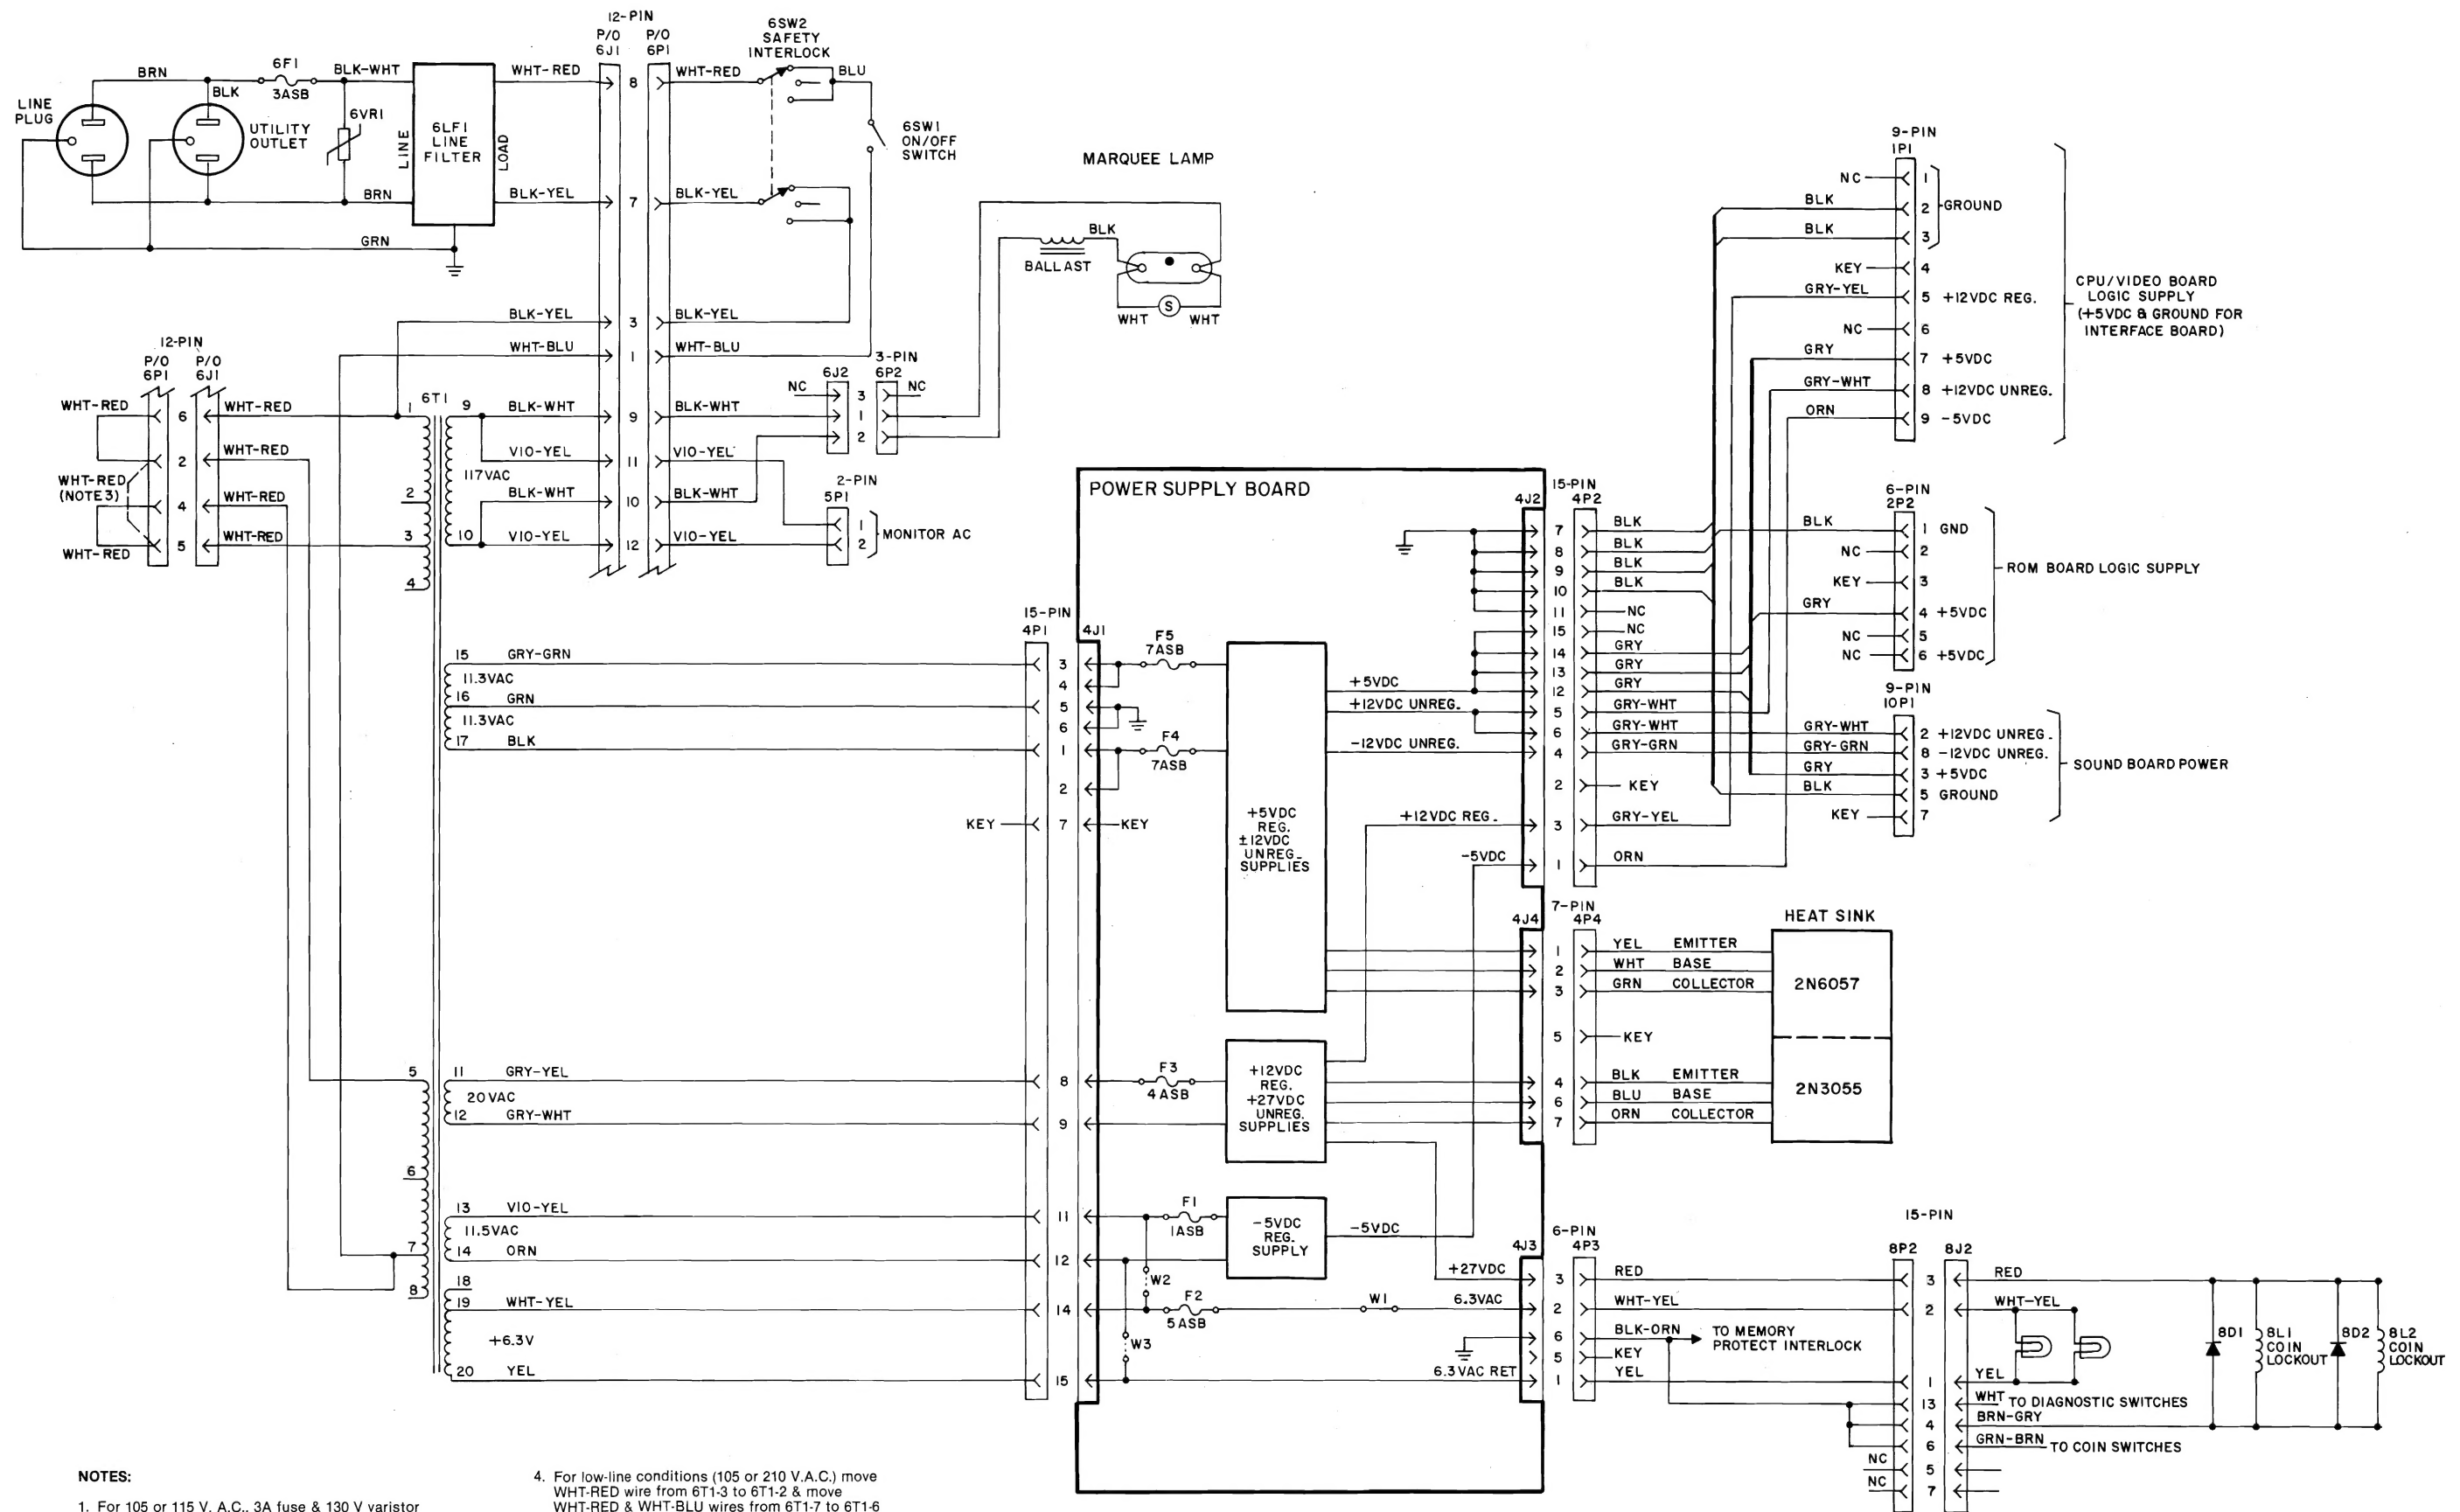 12-PIN
P/O P/O
6J1 6P1
6SW2
SAFETY
INTERLOCK
BRN
6F1
3ASB
BLK-WHT
WHT-RED
8
WHT-RED
BLU
BLK
LINE
PLUG
UTILITY
OUTLET
6VR1
LINE
6LF1
LINE
FILTER
LOAD
6SW1
ON/OFF
SWITCH
BRN
BLK-YEL
7
BLK-YEL
GRN
MARQUEE LAMP
BLK
BALLAST
WHT
S
WHT
BLK-YEL
3
BLK-YEL
WHT-BLU
1
WHT-BLU
12-PIN
P/O P/O
6P1 6J1
WHT-RED
6
WHT-RED
2
WHT-RED
WHT-RED
(NOTE 3)
4
WHT-RED
5
WHT-RED
WHT-RED
6T1
1
2
3
4
9
117VAC
10
BLK-WHT
9
BLK-WHT
VIO-YEL
11
VIO-YEL
BLK-WHT
10
BLK-WHT
VIO-YEL
12
VIO-YEL
3-PIN
6J2 6P2
NC
3
NC
1
2
2-PIN
5P1
1
2
MONITOR AC
15 GRY-GRN
11.3VAC
16 GRN
11.3VAC
17 BLK
5
6
7
8
11 GRY-YEL
20VAC
12 GRY-WHT
13 VIO-YEL
11.5VAC
14 ORN
18
19 WHT-YEL
+6.3V
20 YEL
POWER SUPPLY BOARD
15-PIN
4P1 4J1
3
4
5
6
1
2
KEY
7
KEY
8
9
11
12
14
15
F5
7ASB
F4
7ASB
+5VDC
REG.
±12VDC
UNREG.
SUPPLIES
+5VDC
+12VDC UNREG.
-12VDC UNREG.
+12VDC REG.
-5VDC
F3
4ASB
+12VDC
REG.
+27VDC
UNREG.
SUPPLIES
F1
1ASB
-5VDC
REG.
SUPPLY
-5VDC
W2
F2
5ASB
W1
W3
+27VDC
6.3VAC
6.3VAC RET
15-PIN
4J2 4P2
7 BLK
8 BLK
9 BLK
10 BLK
11 NC
15 NC
14 GRY
13 GRY
12 GRY
5 GRY-WHT
6 GRY-WHT
4 GRY-GRN
2 KEY
3 GRY-YEL
1 ORN
7-PIN
4J4 4P4
1 YEL EMITTER
2 WHT BASE
3 GRN COLLECTOR
5 KEY
4 BLK EMITTER
6 BLU BASE
7 ORN COLLECTOR
HEAT SINK
2N6057
2N3055
6-PIN
4J3 4P3
3 RED
2 WHT-YEL
6 BLK-ORN
TO MEMORY
PROTECT INTERLOCK
5 KEY
1 YEL
9-PIN
1P1
NC 1
BLK 2
GROUND
BLK 3
KEY 4
GRY-YEL 5 +12VDC REG.
NC 6
GRY 7 +5VDC
GRY-WHT 8 +12VDC UNREG.
ORN 9 -5VDC
CPU/VIDEO BOARD
LOGIC SUPPLY
(+5VDC & GROUND FOR
INTERFACE BOARD)
6-PIN
2P2
BLK 1 GND
NC 2
KEY 3
GRY 4 +5VDC
NC 5
NC 6 +5VDC
ROM BOARD LOGIC SUPPLY
9-PIN
10P1
GRY-WHT 2 +12VDC UNREG.
GRY-GRN 8 -12VDC UNREG.
GRY 3 +5VDC
BLK 5 GROUND
KEY 7
SOUND BOARD POWER
15-PIN
8P2 8J2
3 RED
2 WHT-YEL
1 YEL
13 WHT TO DIAGNOSTIC SWITCHES
4 BRN-GRY
6 GRN-BRN TO COIN SWITCHES
NC 5
NC 7
8D1
8L1
COIN
LOCKOUT
8D2
8L2
COIN
LOCKOUT
NOTES:
1. For 105 or 115 V. A.C., 3A fuse & 130 V varistor
4. For low-line conditions (105 or 210 V.A.C.) move
WHT-RED wire from 6T1-3 to 6T1-2 & move
WHT-RED & WHT-BLU wires from 6T1-7 to 6T1-6